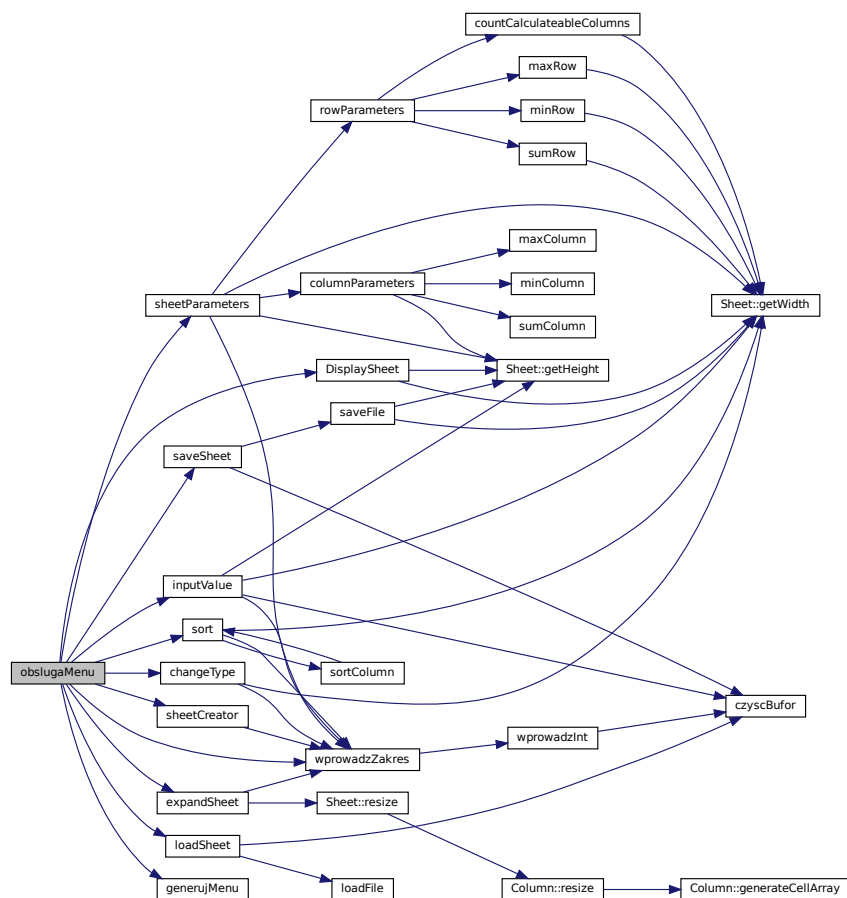 countCalculateableColumns
maxRow
rowParameters
minRow
sumRow
maxColumn
columnParameters
minColumn
sheetParameters
Sheet::getWidth
sumColumn
DisplaySheet
Sheet::getHeight
saveFile
saveSheet
inputValue
sort
obslugaMenu
changeType
sortColumn
sheetCreator
czyscBufor
wprowadzInt
wprowadzZakres
expandSheet
Sheet::resize
loadSheet
generujMenu
loadFile
Column::resize
Column::generateCellArray